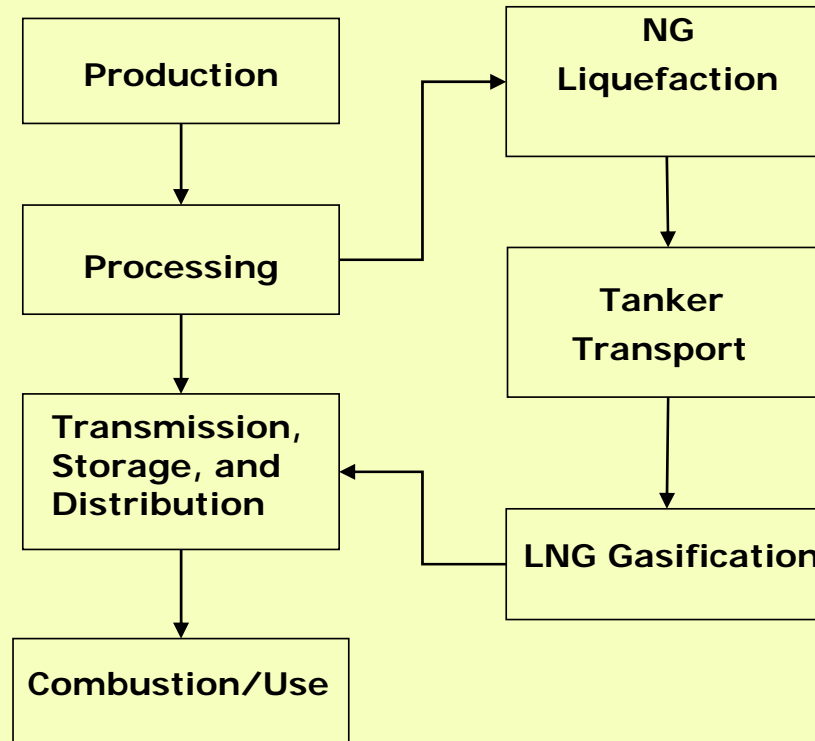 Production
Processing
Transmission,
Storage, and
Distribution
Combustion/Use
NG
Liquefaction
Tanker
Transport
LNG Gasification